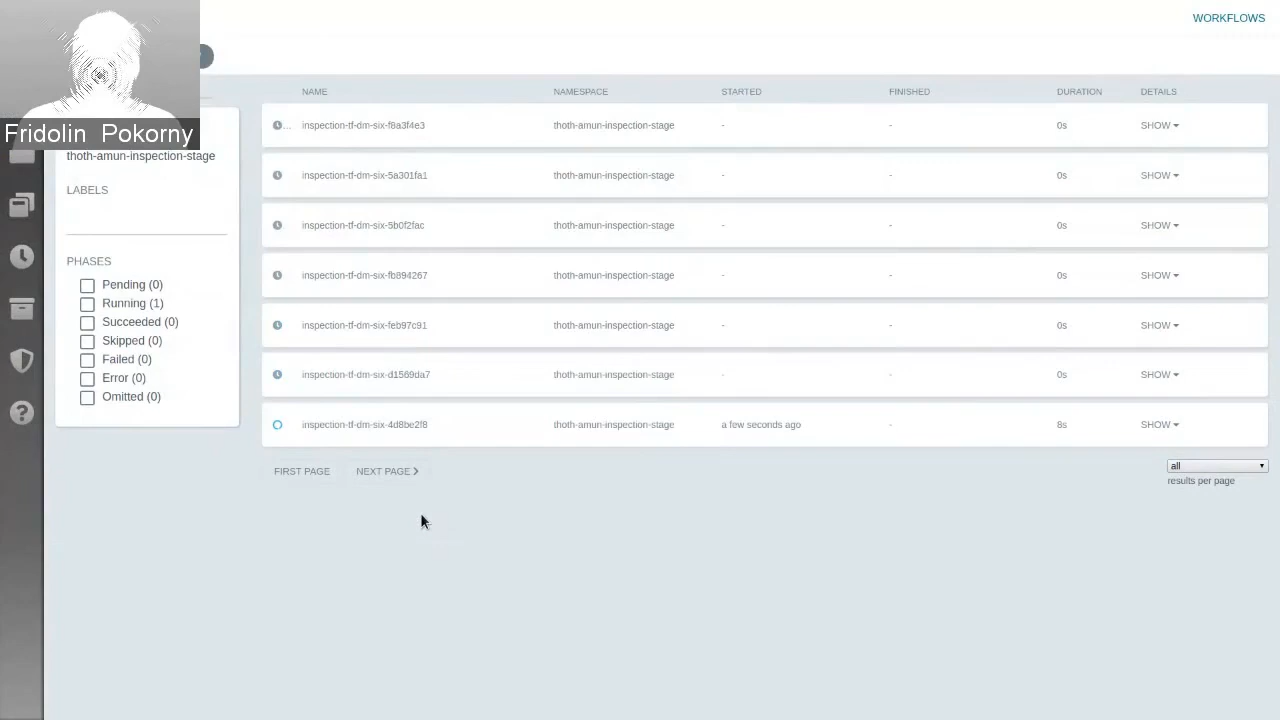 WORKFLOWS
Fridolin Pokorny
thoth-amun-inspection-stage
LABELS
PHASES
Pending (0)
Running (1)
Succeeded (0)
Skipped (0)
Failed (0)
Error (0)
Omitted (0)
NAME NAMESPACE STARTED FINISHED DURATION DETAILS
... inspection-tf-dm-six-f8a3f4e3 thoth-amun-inspection-stage - - 0s SHOW
inspection-tf-dm-six-5a301fa1 thoth-amun-inspection-stage - - 0s SHOW
inspection-tf-dm-six-5b0f2fac thoth-amun-inspection-stage - - 0s SHOW
inspection-tf-dm-six-fb894267 thoth-amun-inspection-stage - - 0s SHOW
inspection-tf-dm-six-feb97c91 thoth-amun-inspection-stage - - 0s SHOW
inspection-tf-dm-six-d1569da7 thoth-amun-inspection-stage - - 0s SHOW
inspection-tf-dm-six-4d8be2f8 thoth-amun-inspection-stage a few seconds ago - 8s SHOW
FIRST PAGE NEXT PAGE
all
results per page